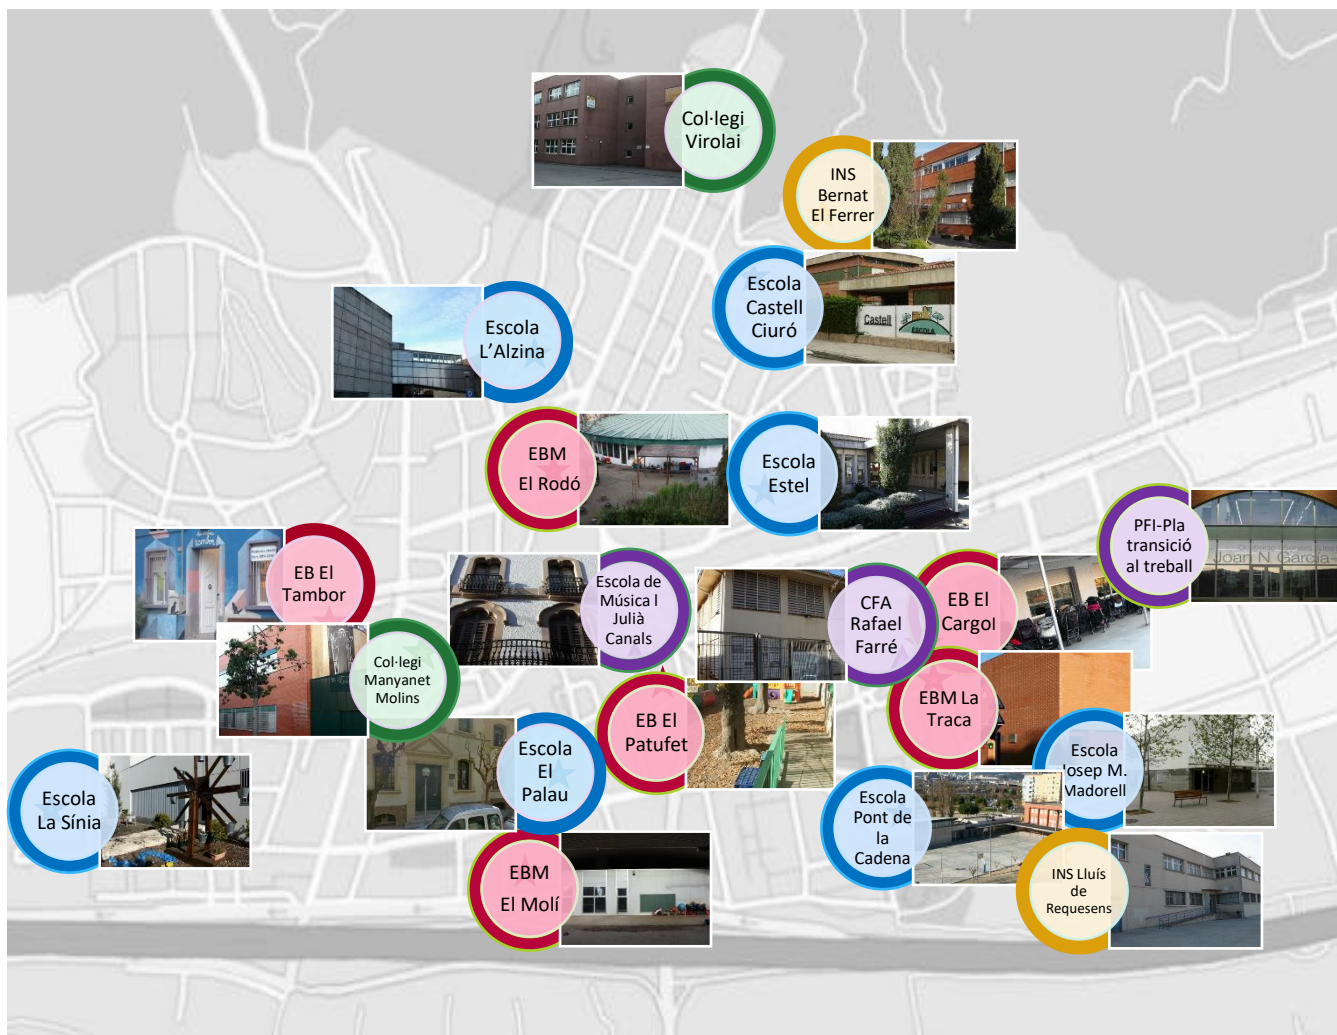 Col·legi
Virolai
INS
Bernat
El Ferrer
Escola
Castell
Ciuró
Castell
ESCOLA
Escola
L'Alzina
EBM
El Rodó
Escola
Estel
PFI-Pla
transició
al treball
Joan N García
EB El
Tambor
Escola de
Música l
Julià
Canals
CFA
Rafael
Farré
EB El
Cargol
Col·legi
Manyanet
Molins
EBM La
Traca
EB El
Patufet
Escola
El
Palau
Escola
Josep M.
Madorell
Escola
La Sínia
Escola
Pont de
la
Cadena
EBM
El Molí
INS Lluís
de
Requesens